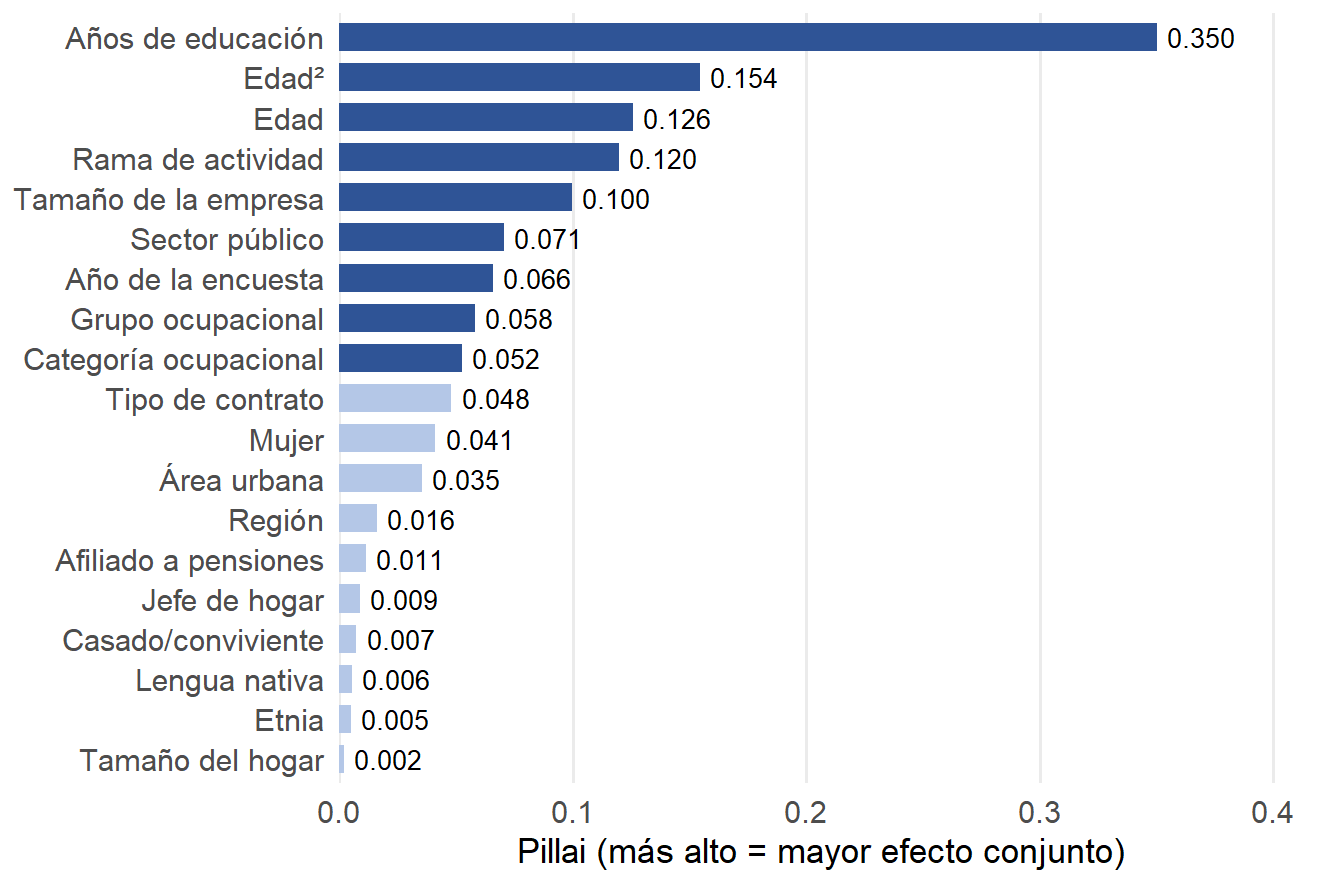 Años de educación 0.350
Edad² 0.154
Edad 0.126
Rama de actividad 0.120
Tamaño de la empresa 0.100
Sector público 0.071
Año de la encuesta 0.066
Grupo ocupacional 0.058
Categoría ocupacional 0.052
Tipo de contrato 0.048
Mujer 0.041
Área urbana 0.035
Región 0.016
Afiliado a pensiones 0.011
Jefe de hogar 0.009
Casado/conviviente 0.007
Lengua nativa 0.006
Etnia 0.005
Tamaño del hogar 0.002
0.0 0.1 0.2 0.3 0.4
Pillai (más alto = mayor efecto conjunto)